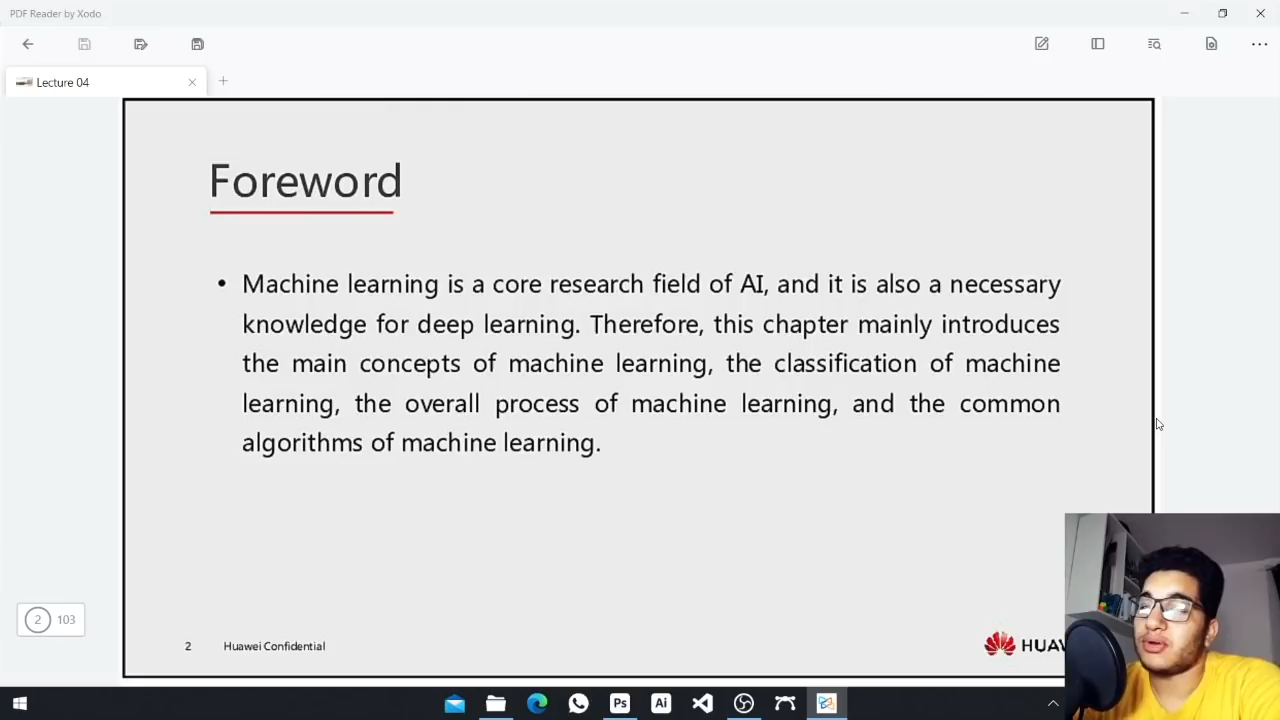 PDF Reader by Xodo
Lecture 04
Foreword
• Machine learning is a core research field of AI, and it is also a necessary
knowledge for deep learning. Therefore, this chapter mainly introduces
the main concepts of machine learning, the classification of machine
learning, the overall process of machine learning, and the common
algorithms of machine learning.
2 103
2 Huawei Confidential
HUAW
Ps
Ai